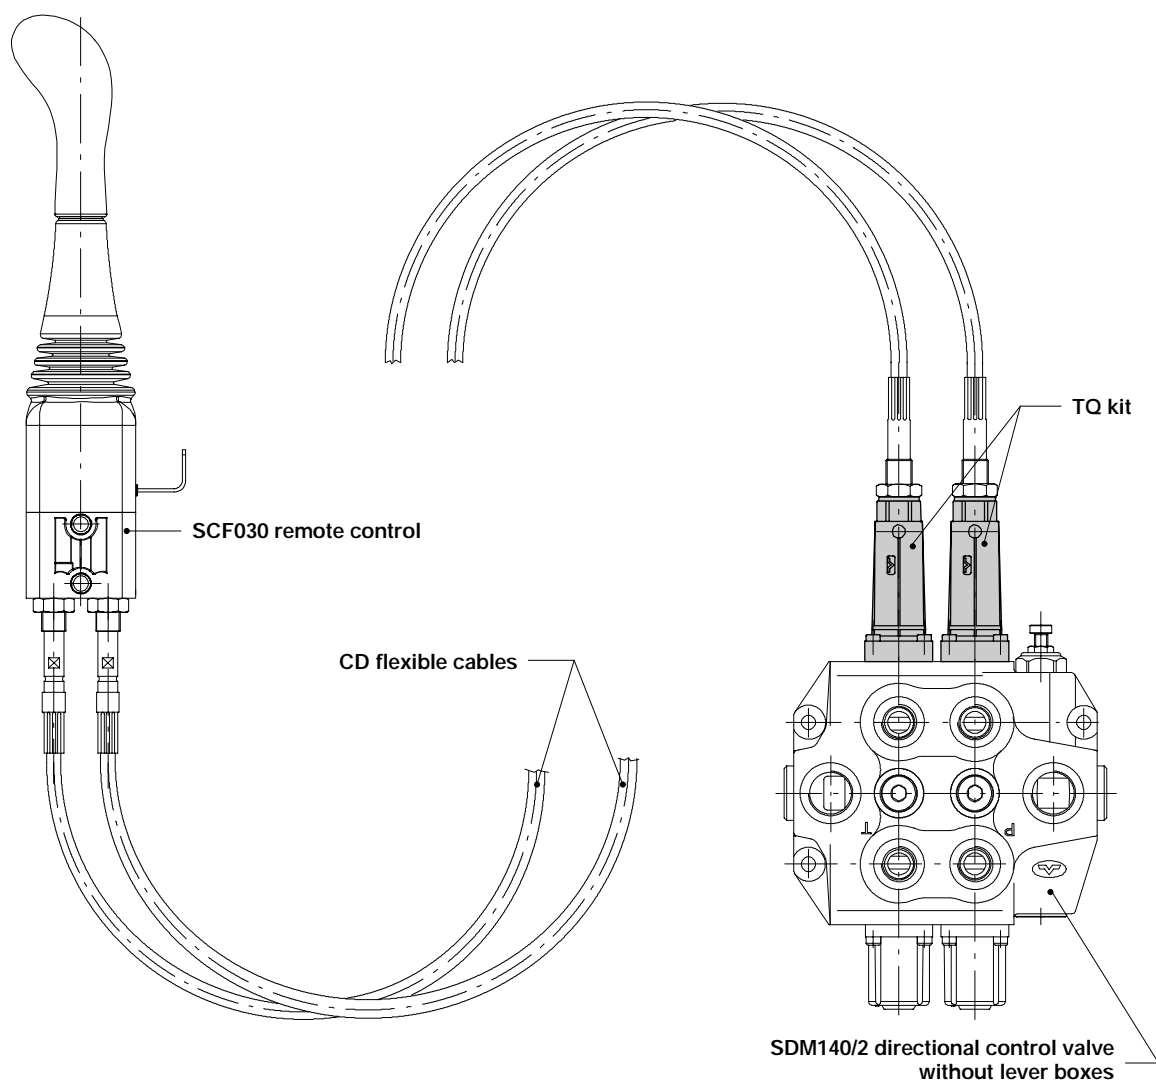 TQ kit
SCF030 remote control
CD flexible cables
T
P
SDM140/2 directional control valve
without lever boxes